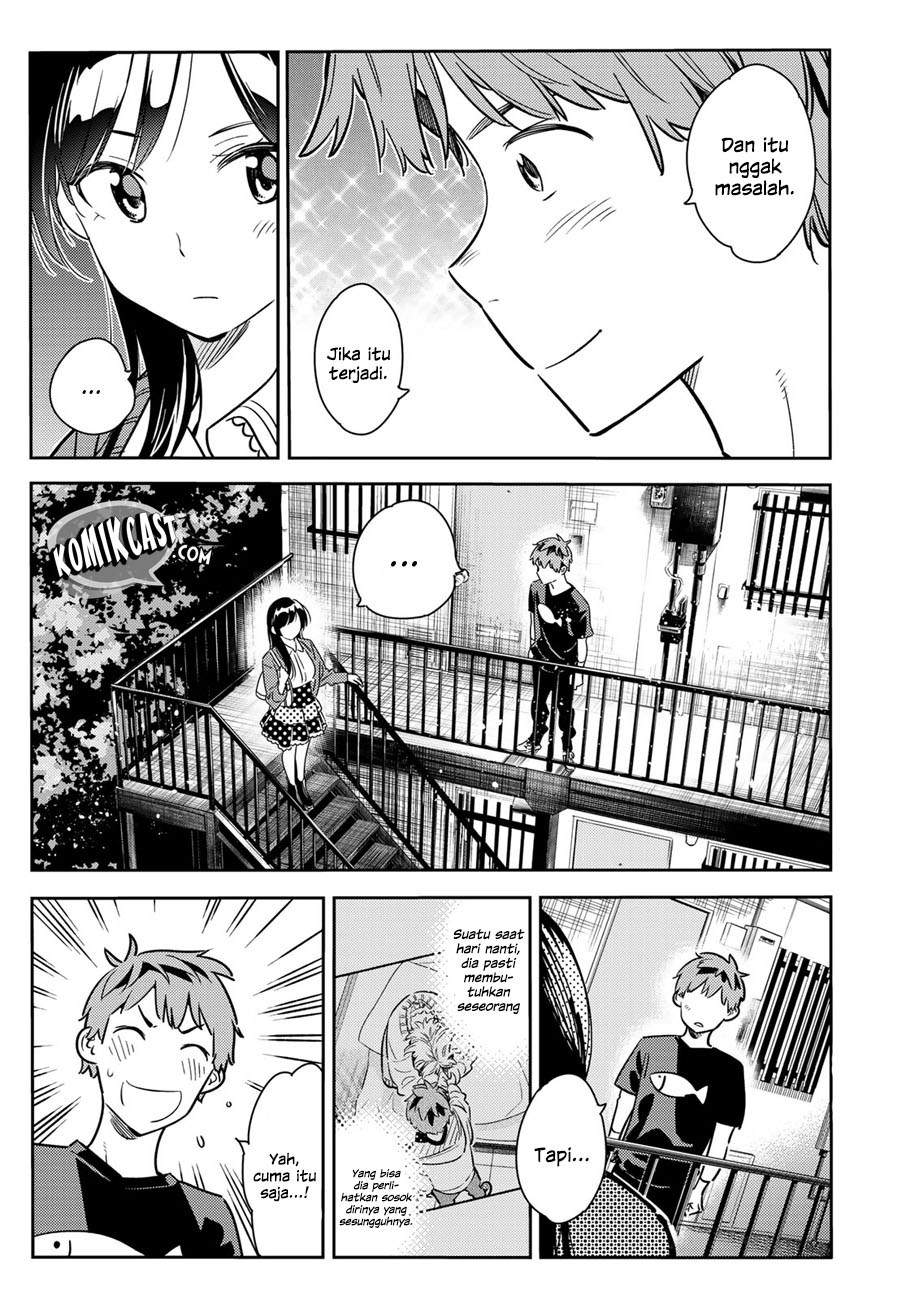 Dan itu
nggak
masalah.
Jika itu
terjadi.
...
KOMIKCAST
.COM
...
Tapi...
Suatu saat
hari nanti,
dia pasti
membu-
tuhkan
seseorang
Yang bisa
dia perli-
hatkan sosok
dirinya yang
sesungguhnya.
Yah,
cuma itu
saja...!